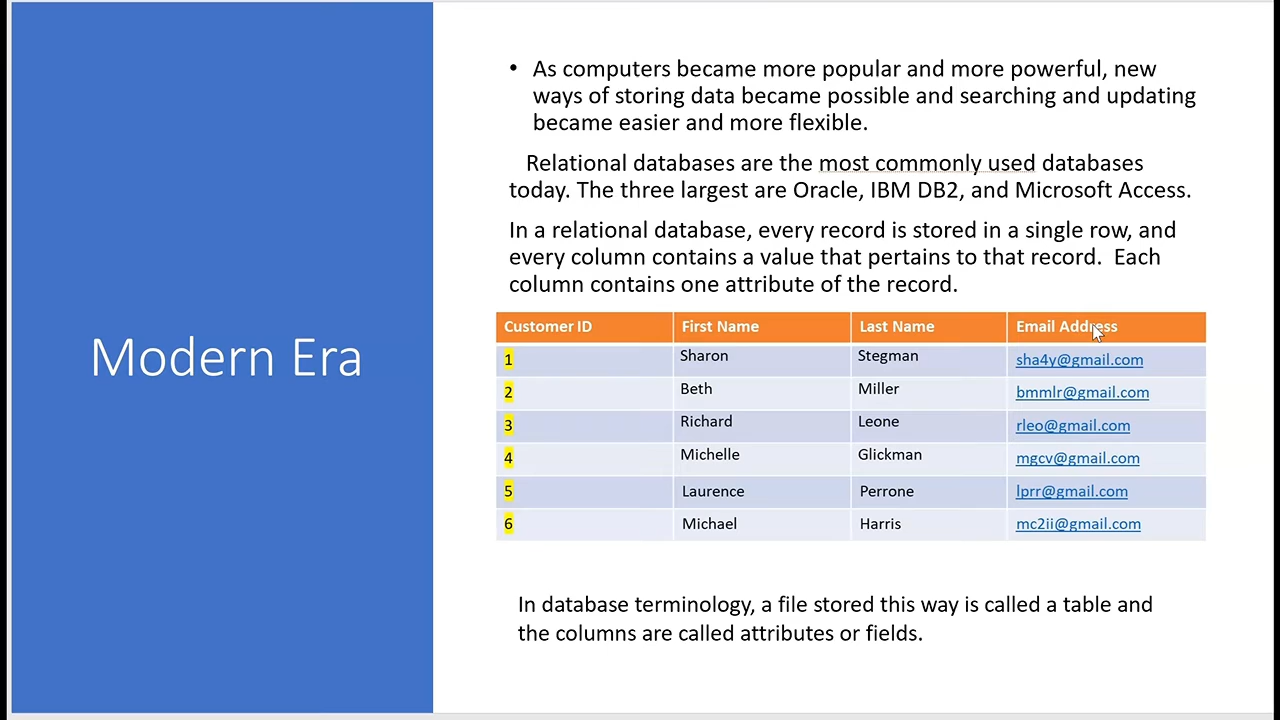 Modern Era
• As computers became more popular and more powerful, new
ways of storing data became possible and searching and updating
became easier and more flexible.
Relational databases are the most commonly used databases
today. The three largest are Oracle, IBM DB2, and Microsoft Access.
In a relational database, every record is stored in a single row, and
every column contains a value that pertains to that record.  Each
column contains one attribute of the record.
Customer ID First Name Last Name Email Address
1 Sharon Stegman sha4y@gmail.com
2 Beth Miller bmmlr@gmail.com
3 Richard Leone rleo@gmail.com
4 Michelle Glickman mgcv@gmail.com
5 Laurence Perrone lprr@gmail.com
6 Michael Harris mc2ii@gmail.com
In database terminology, a file stored this way is called a table and
the columns are called attributes or fields.